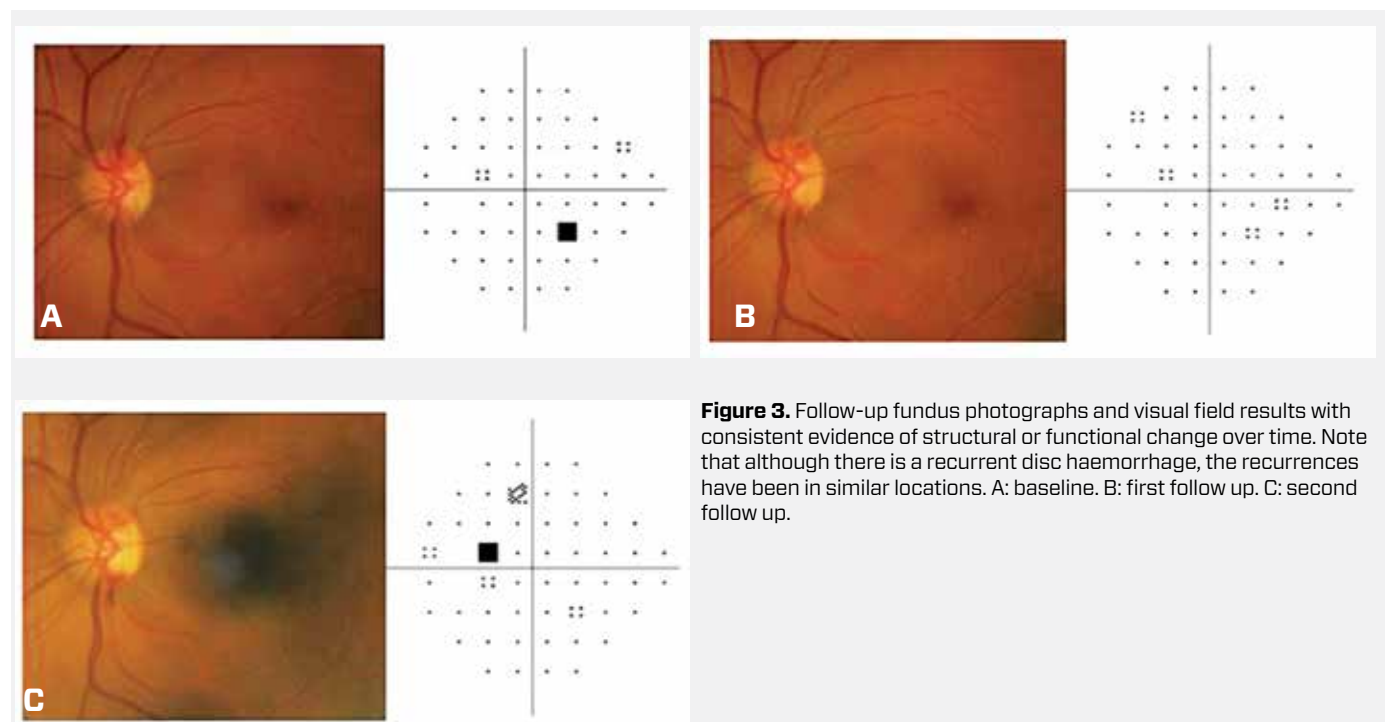 A
B
C
Figure 3. Follow-up fundus photographs and visual field results with
consistent evidence of structural or functional change over time. Note
that although there is a recurrent disc haemorrhage, the recurrences
have been in similar locations. A: baseline. B: first follow up. C: second
follow up.